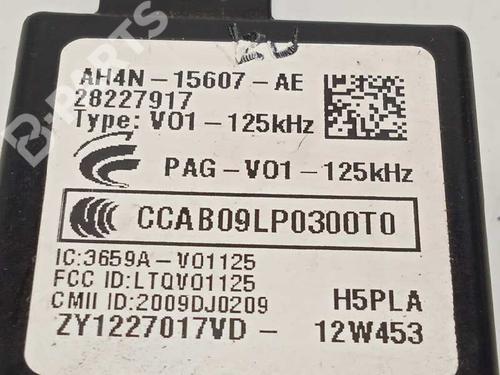 AH4N-15607-AE
28227917
Type: V01-125kHz
PAG-V01-125kHz
CCAB09LP0300T0
IC:3659A-V01125
FCC ID:LTQV01125
CMII ID:2009DJ0209
H5PLA
ZY1227017VD- 12W453